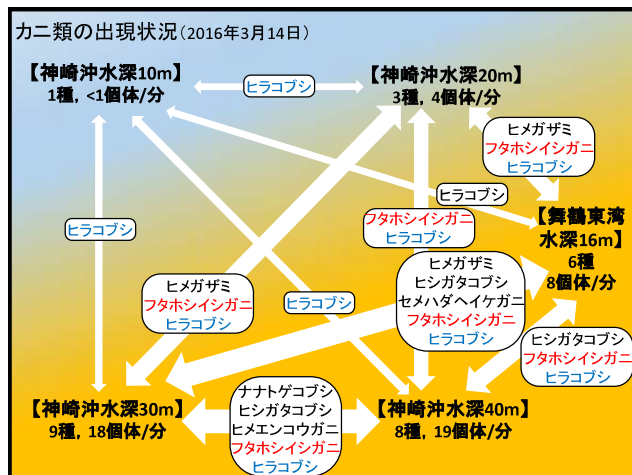 カニ類の出現状況(2016年3月14日)
【神崎沖水深10m】
1種, <1個体/分
ヒラコブシ
【神崎沖水深20m】
3種, 4個体/分
ヒメガザミ
フタホシイシガニ
ヒラコブシ
ヒラコブシ
【舞鶴東湾
水深16m】
6種
8個体/分
フタホシイシガニ
ヒラコブシ
ヒラコブシ
ヒメガザミ
ヒシガタコブシ
セメハダヘイケガニ
フタホシイシガニ
ヒラコブシ
ヒメガザミ
フタホシイシガニ
ヒラコブシ
ヒラコブシ
ヒシガタコブシ
フタホシイシガニ
ヒラコブシ
【神崎沖水深30m】
9種, 18個体/分
ナナトゲコブシ
ヒシガタコブシ
ヒメエンコウガニ
フタホシイシガニ
ヒラコブシ
【神崎沖水深40m】
8種, 19個体/分